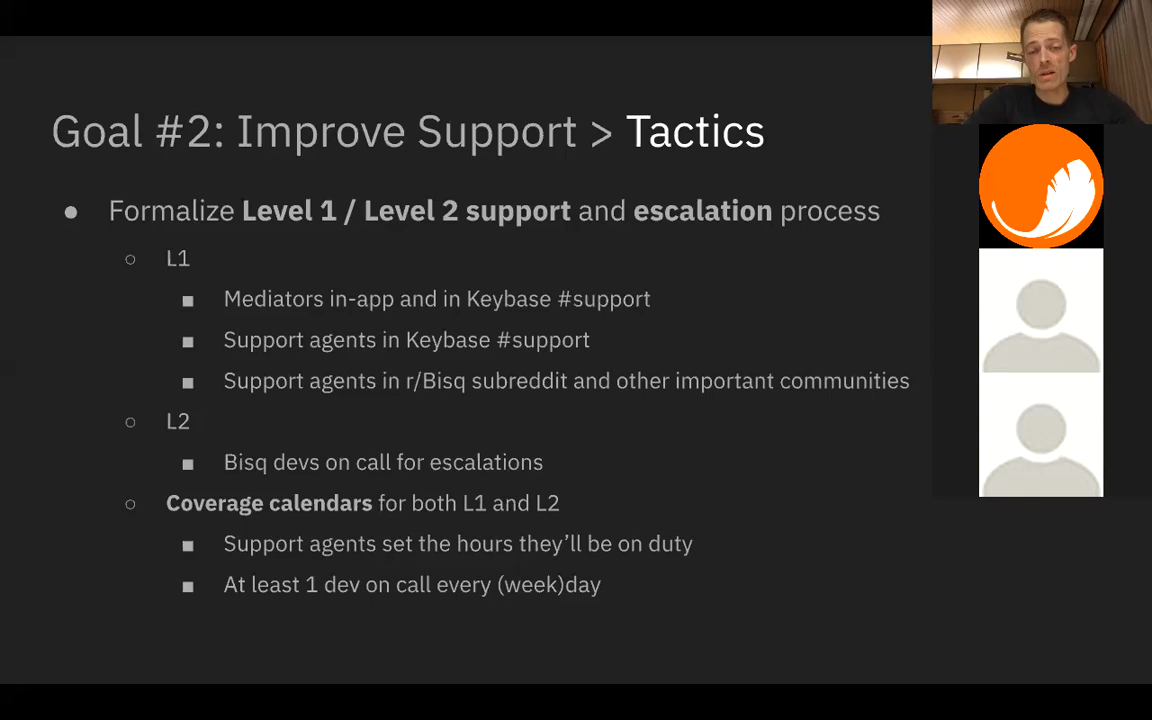 Goal #2: Improve Support > Tactics
● Formalize Level 1 / Level 2 support and escalation process
○ L1
■ Mediators in-app and in Keybase #support
■ Support agents in Keybase #support
■ Support agents in r/Bisq subreddit and other important communities
○ L2
■ Bisq devs on call for escalations
○ Coverage calendars for both L1 and L2
■ Support agents set the hours they’ll be on duty
■ At least 1 dev on call every (week)day